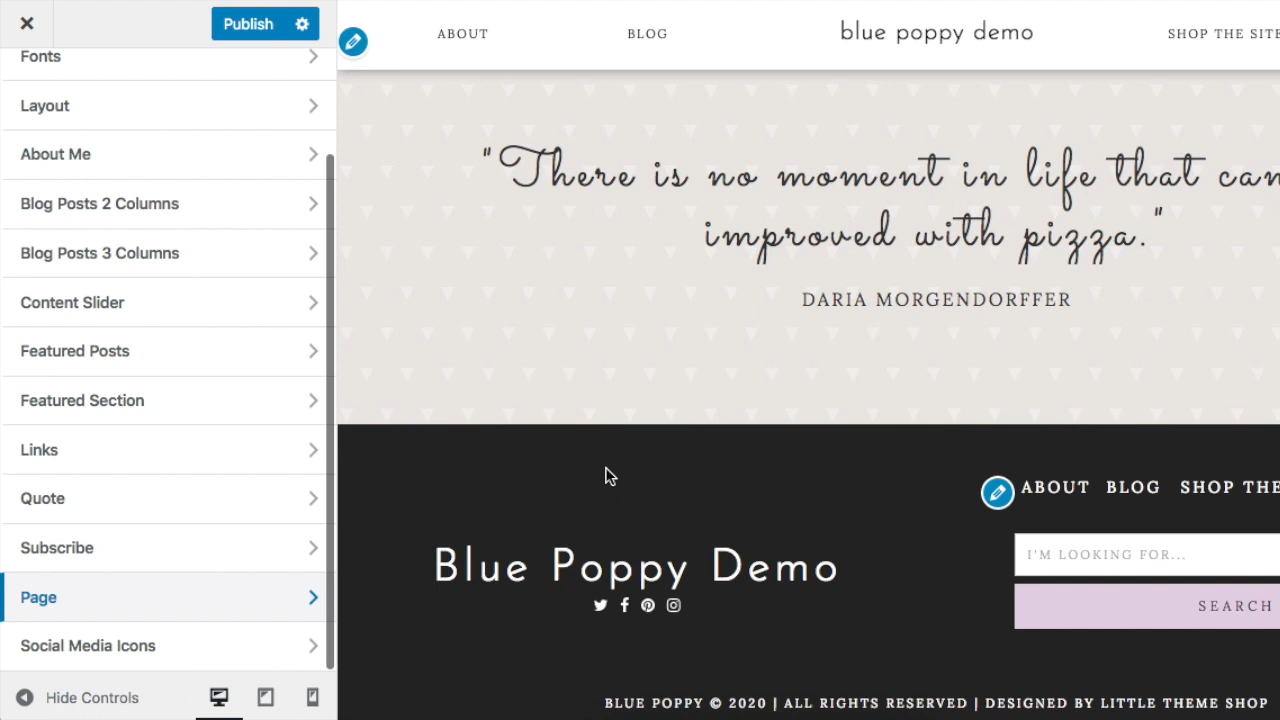 Publish
Fonts
Layout
About Me
Blog Posts 2 Columns
Blog Posts 3 Columns
Content Slider
Featured Posts
Featured Section
Links
Quote
Subscribe
Page
Social Media Icons
Hide Controls
ABOUT BLOG blue poppy demo SHOP THE SITE
"There is no moment in life that can
improved with pizza."
DARIA MORGENDORFFER
ABOUT BLOG SHOP THE
I'M LOOKING FOR...
SEARCH
Blue Poppy Demo
BLUE POPPY © 2020 | ALL RIGHTS RESERVED | DESIGNED BY LITTLE THEME SHOP